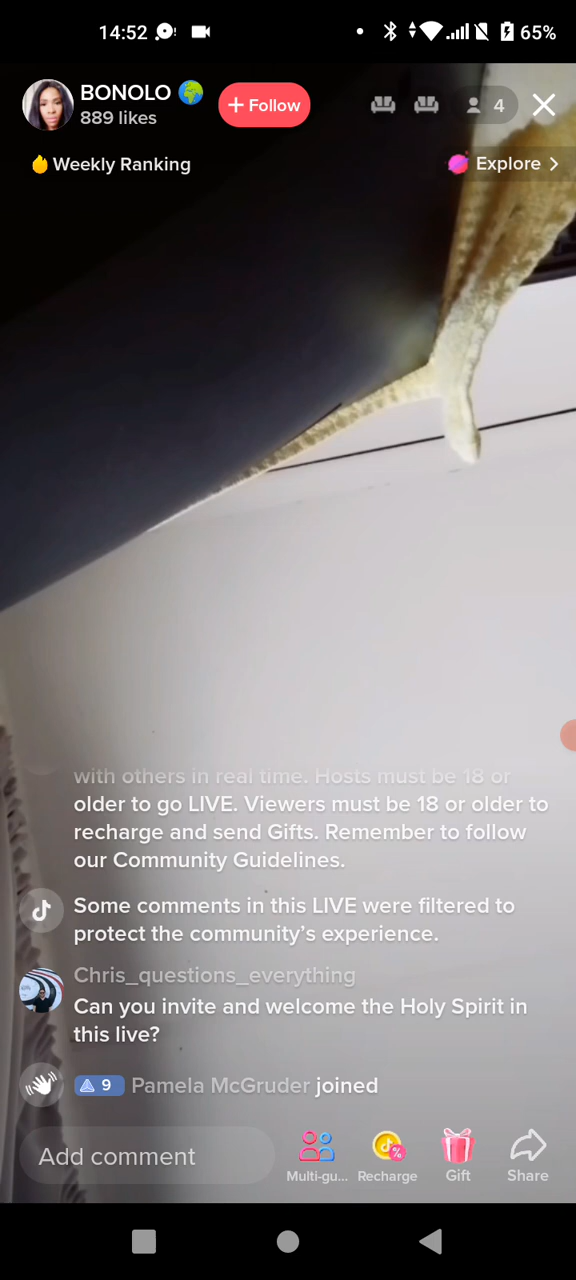 14:52
65%
BONOLO
889 likes
+ Follow
4
Weekly Ranking
Explore >
with others in real time. Hosts must be 18 or
older to go LIVE. Viewers must be 18 or older to
recharge and send Gifts. Remember to follow
our Community Guidelines.
Some comments in this LIVE were filtered to
protect the community’s experience.
Chris_questions_everything
Can you invite and welcome the Holy Spirit in
this live?
9 Pamela McGruder joined
Add comment
Multi-gu...
Recharge
Gift
Share